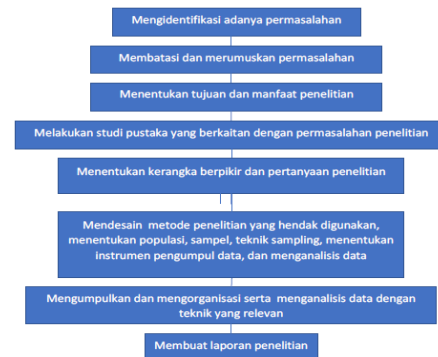 Mengidentifikasi adanya permasalahan
Membatasi dan merumuskan permasalahan
Menentukan tujuan dan manfaat penelitian
Melakukan studi pustaka yang berkaitan dengan permasalahan penelitian
Menentukan kerangka berpikir dan pertanyaan penelitian
Mendesain metode penelitian yang hendak digunakan,
menentukan populasi, sampel, teknik sampling, menentukan
instrumen pengumpul data, dan menganalisis data
Mengumpulkan dan mengorganisasi serta menganalisis data dengan
teknik yang relevan
Membuat laporan penelitian